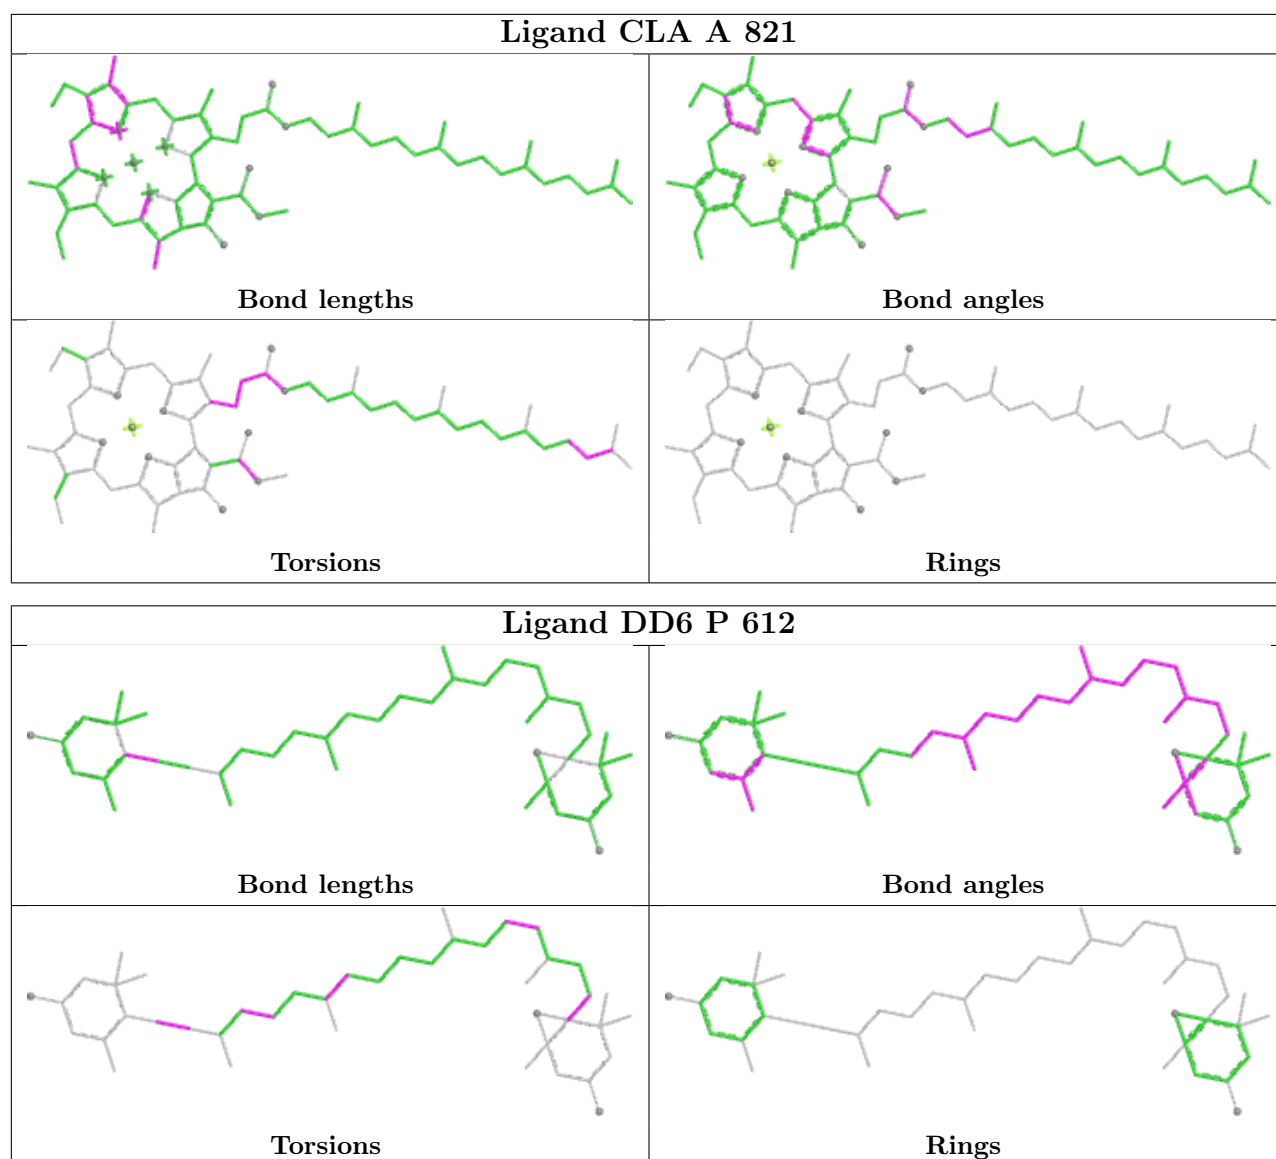 Ligand CLA A 821
Bond lengths
Bond angles
Torsions
Rings
Ligand DD6 P 612
Bond lengths
Bond angles
Torsions
Rings